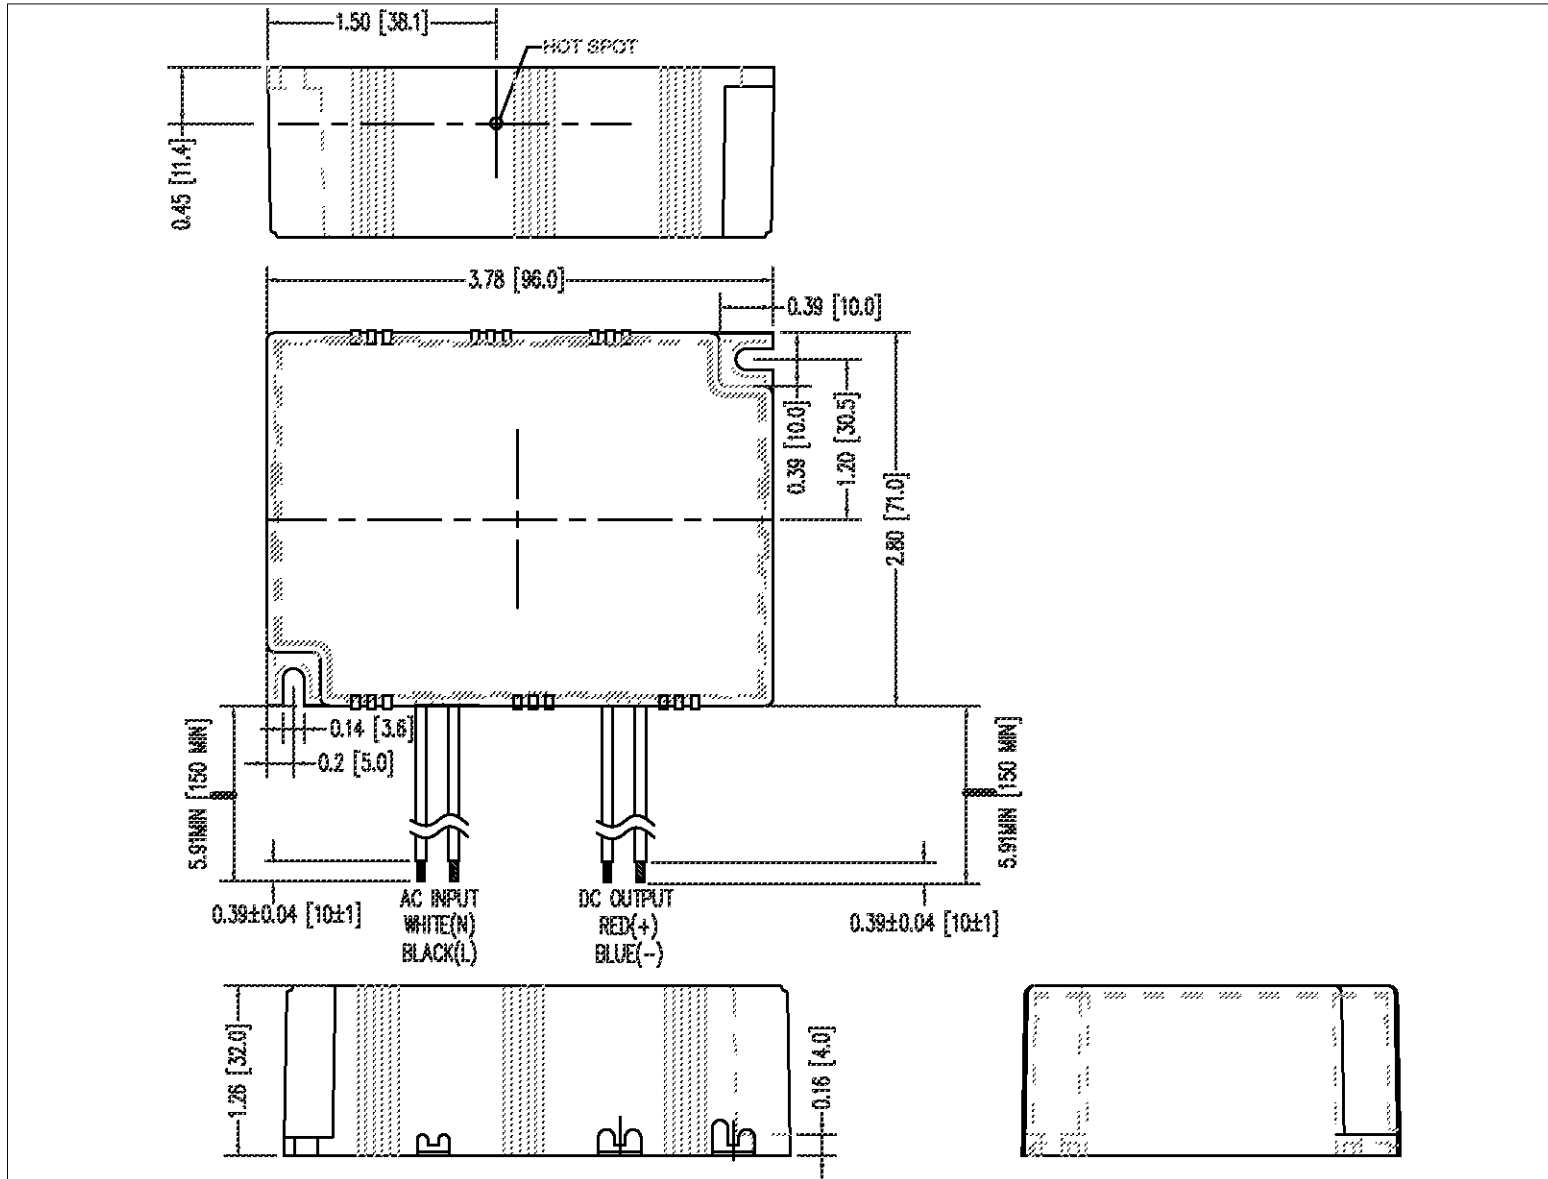 1.50 [38.1]
HOT SPOT
0.45 [11.4]
3.78 [96.0]
0.39 [10.0]
0.39 [10.0]
1.20 [30.5]
2.80 [71.0]
0.14 [3.6]
0.2 [5.0]
5.91MIN [150 MIN]
5.91MIN [150 MIN]
0.39±0.04 [10±1]
AC INPUT
WHITE(N)
BLACK(L)
DC OUTPUT
RED(+)
BLUE(--)
0.39±0.04 [10±1]
1.26 [32.0]
0.16 [4.0]